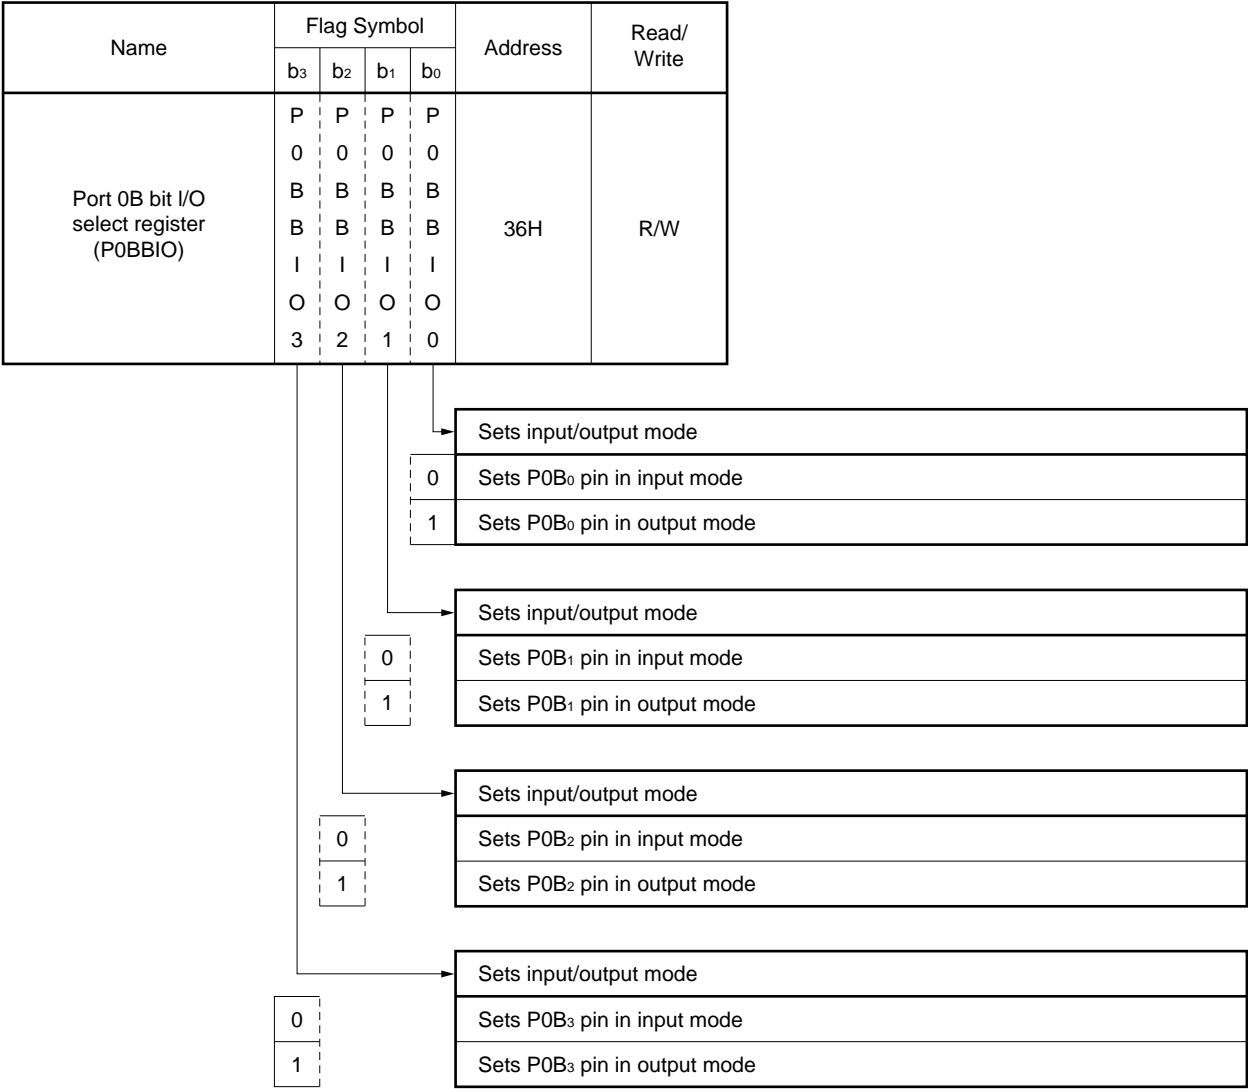 Name
Flag Symbol
Address
Read/
Write
b3 b2 b1 b0
P P P P
0 0 0 0
B B B B
B B B B
I I I I
O O O O
3 2 1 0
Port 0B bit I/O
select register
(P0BBIO)
36H
R/W
Sets input/output mode
0 Sets P0B0 pin in input mode
1 Sets P0B0 pin in output mode
Sets input/output mode
0 Sets P0B1 pin in input mode
1 Sets P0B1 pin in output mode
Sets input/output mode
0 Sets P0B2 pin in input mode
1 Sets P0B2 pin in output mode
Sets input/output mode
0 Sets P0B3 pin in input mode
1 Sets P0B3 pin in output mode